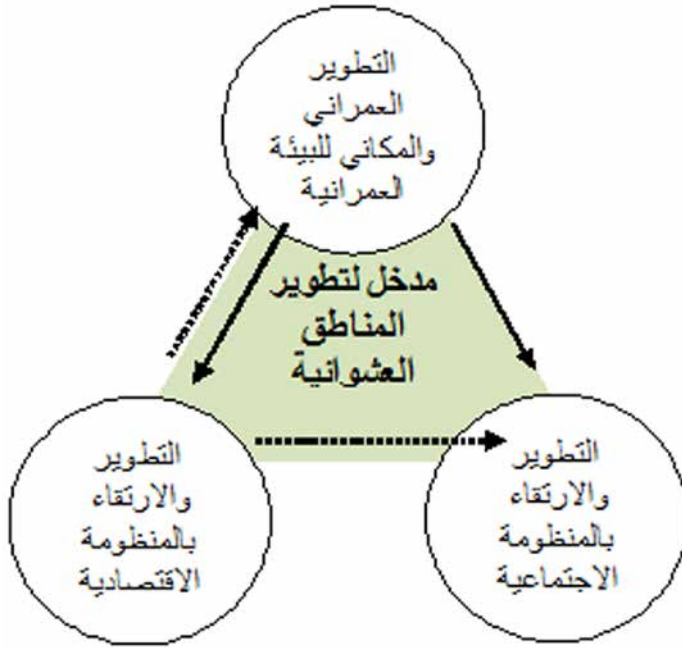 التطوير
العمراني
والمكاني للبيئة
العمرانية
مدخل لتطوير
المناطق
العشوائية
التطوير
والارتقاء
بالمنظومة
الاجتماعية
التطوير
والارتقاء
بالمنظومة
الاقتصادية